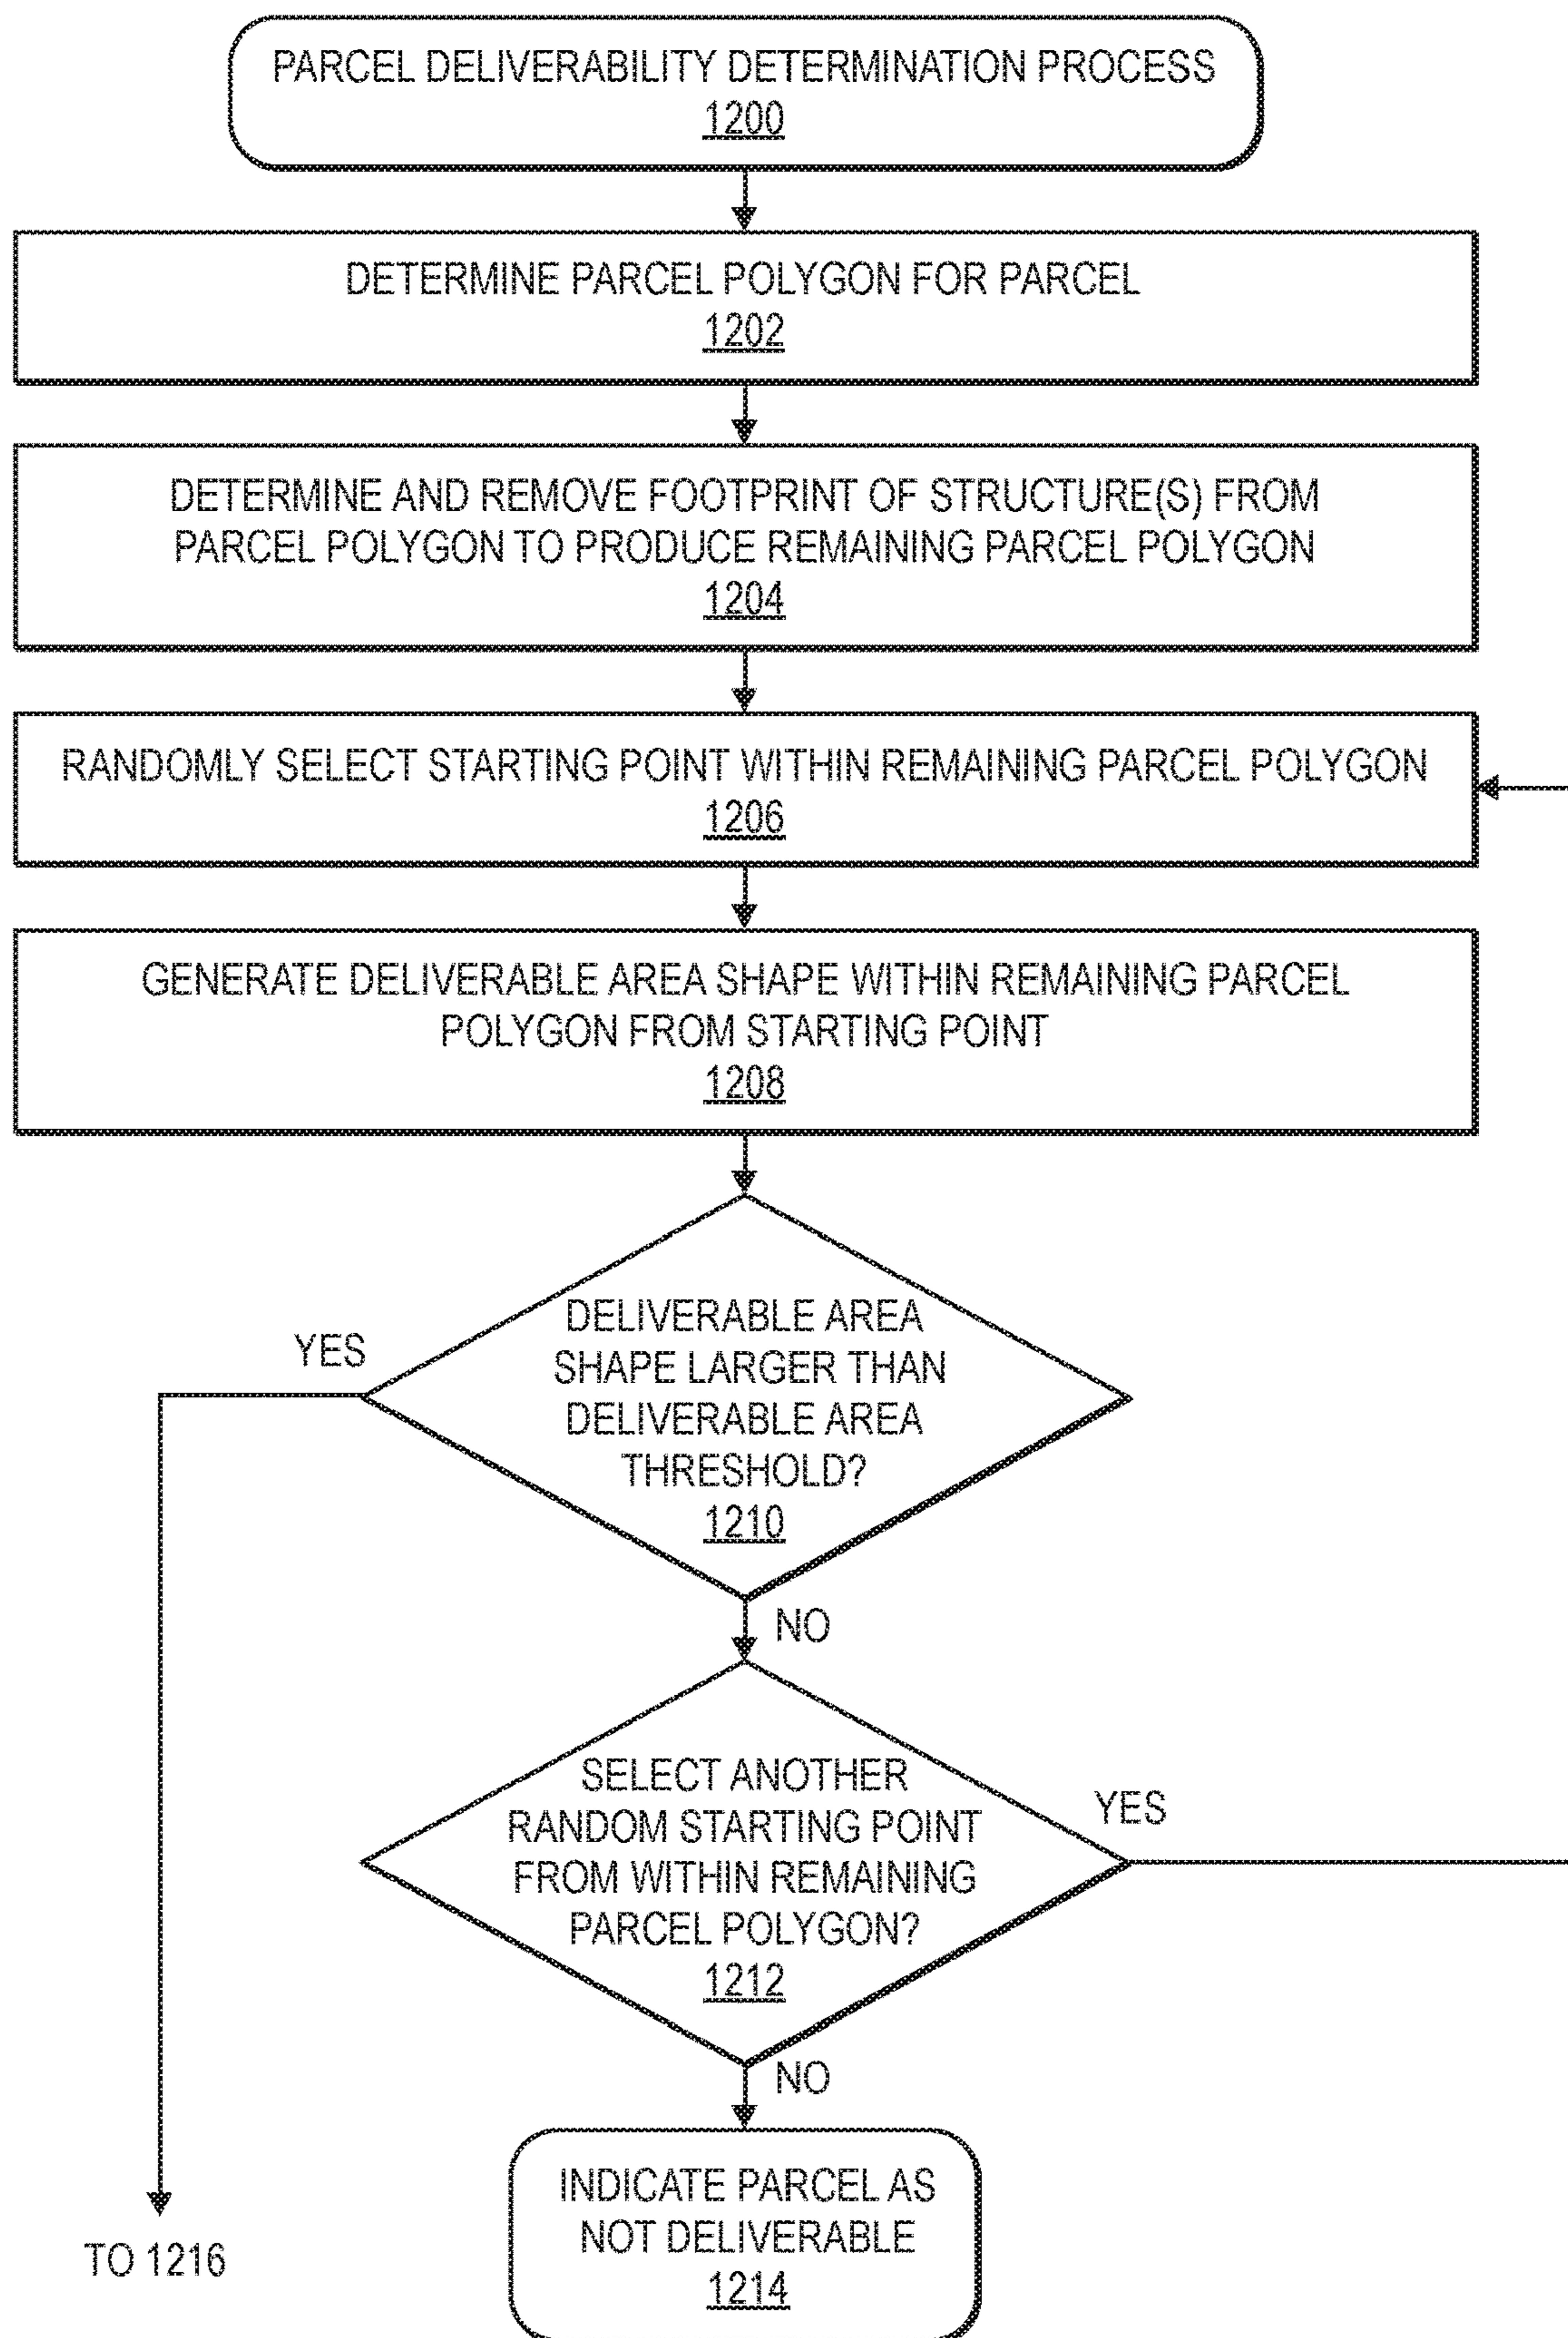 PARCEL DELIVERABILITY DETERMINATION PROCESS
1200
DETERMINE PARCEL POLYGON FOR PARCEL
1202
DETERMINE AND REMOVE FOOTPRINT OF STRUCTURE(S) FROM
PARCEL POLYGON TO PRODUCE REMAINING PARCEL POLYGON
1204
RANDOMLY SELECT STARTING POINT WITHIN REMAINING PARCEL POLYGON
1206
GENERATE DELIVERABLE AREA SHAPE WITHIN REMAINING PARCEL
POLYGON FROM STARTING POINT
1208
DELIVERABLE AREA
SHAPE LARGER THAN
DELIVERABLE AREA
THRESHOLD?
1210
YES
NO
SELECT ANOTHER
RANDOM STARTING POINT
FROM WITHIN REMAINING
PARCEL POLYGON?
1212
YES
NO
INDICATE PARCEL AS
NOT DELIVERABLE
1214
TO 1216